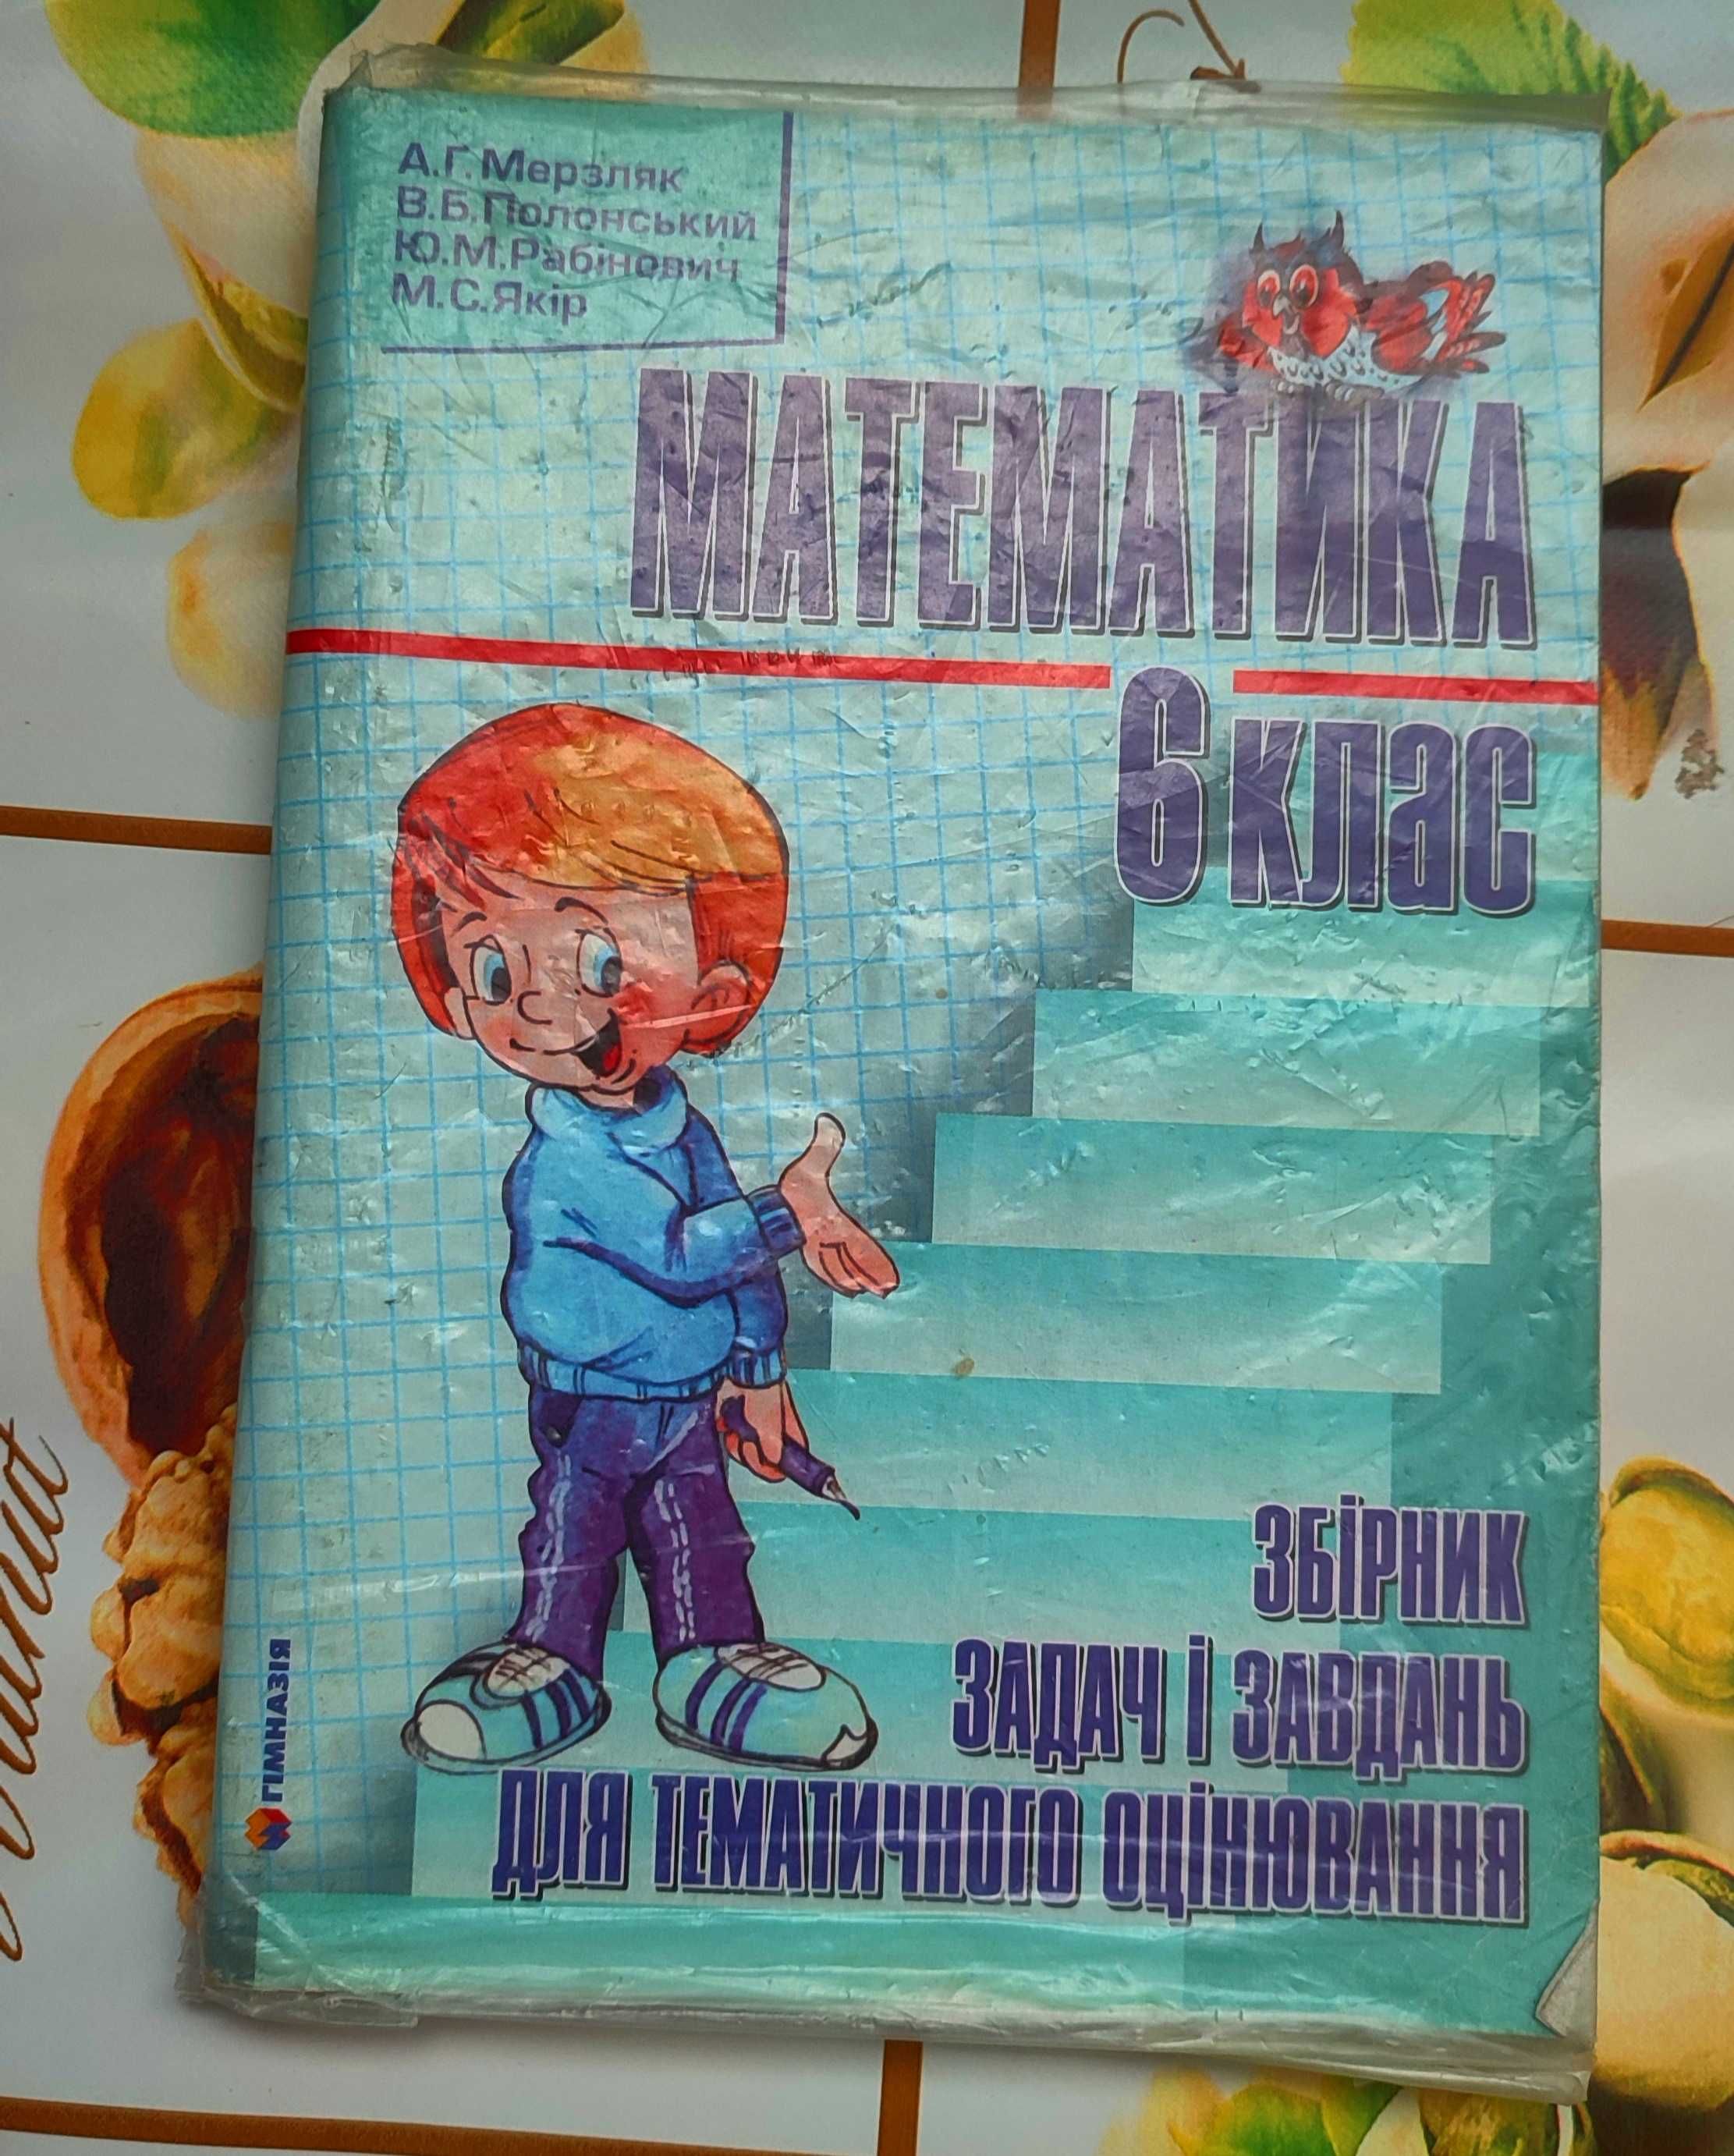 А.Г.Мерзляк
В.Б.Полонський
Ю.М.Рабінович
М.С.Якір
МАТЕМАТИКА
6 клас
ЗБІРНИК
ЗАДАЧ І ЗАВДАНЬ
ДЛЯ ТЕМАТИЧНОГО ОЦІНЮВАННЯ
ГІМНАЗІЯ